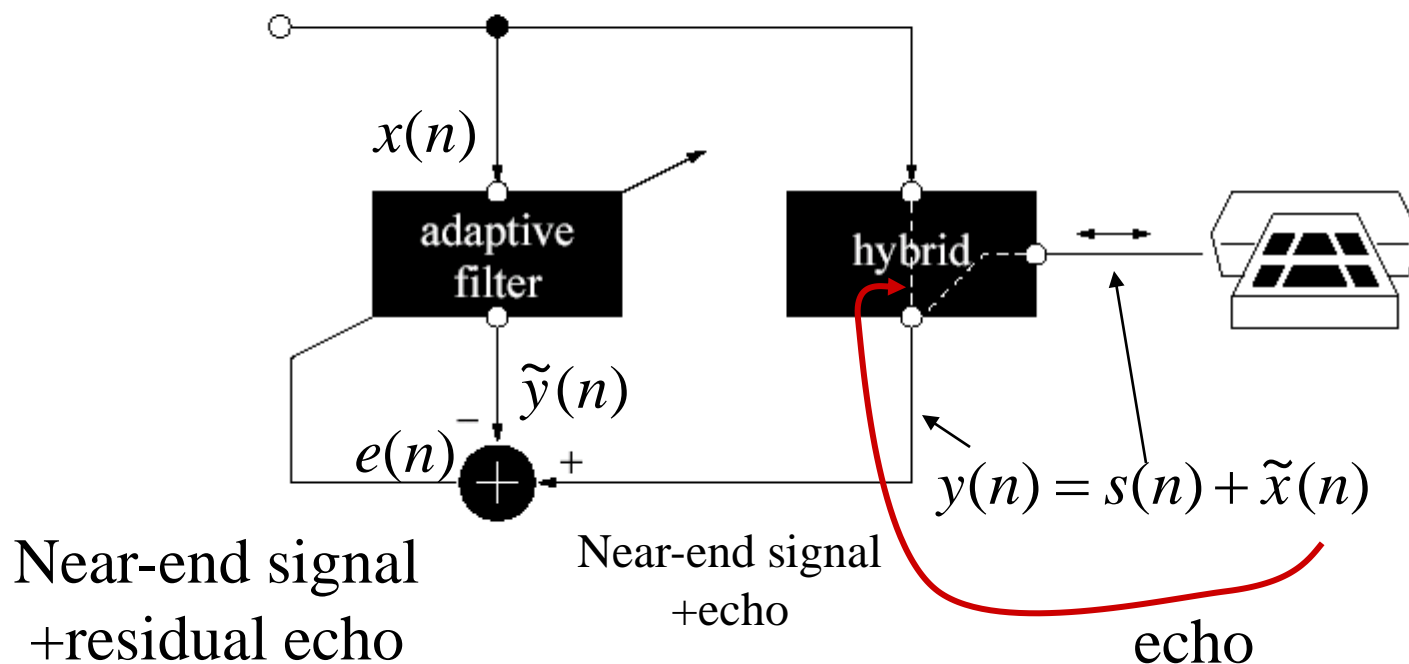 x(n)
adaptive
filter
hybrid
ỹ(n)
−
e(n)
+
y(n) = s(n) + x̃(n)
Near-end signal
+residual echo
Near-end signal
+echo
echo